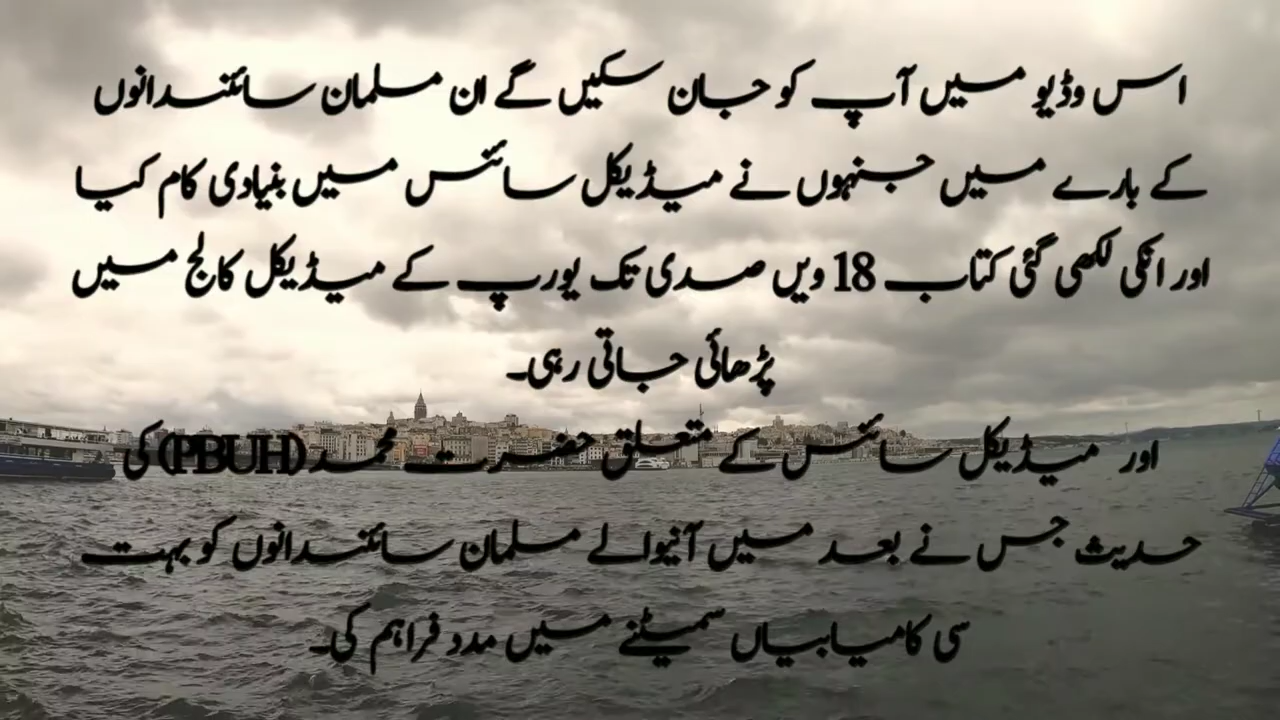 اس وڈیو میں آپ کو جان سکیں گے ان مسلمان سائنسدانوں
کے بارے میں جنہوں نے میڈیکل سائنس میں بنیادی کام کیا
اور انکی لکھی گئی کتاب 18 ویں صدی تک یورپ کے میڈیکل کالج میں
پڑھائی جاتی رہی۔
اور میڈیکل سائنس کے متعلق حضرت محمد (PBUH) کی
حدیث جس نے بعد میں آنیوالے مسلمان سائنسدانوں کو بہت
سی کامیابیاں سمیٹنے میں مدد فراہم کی۔